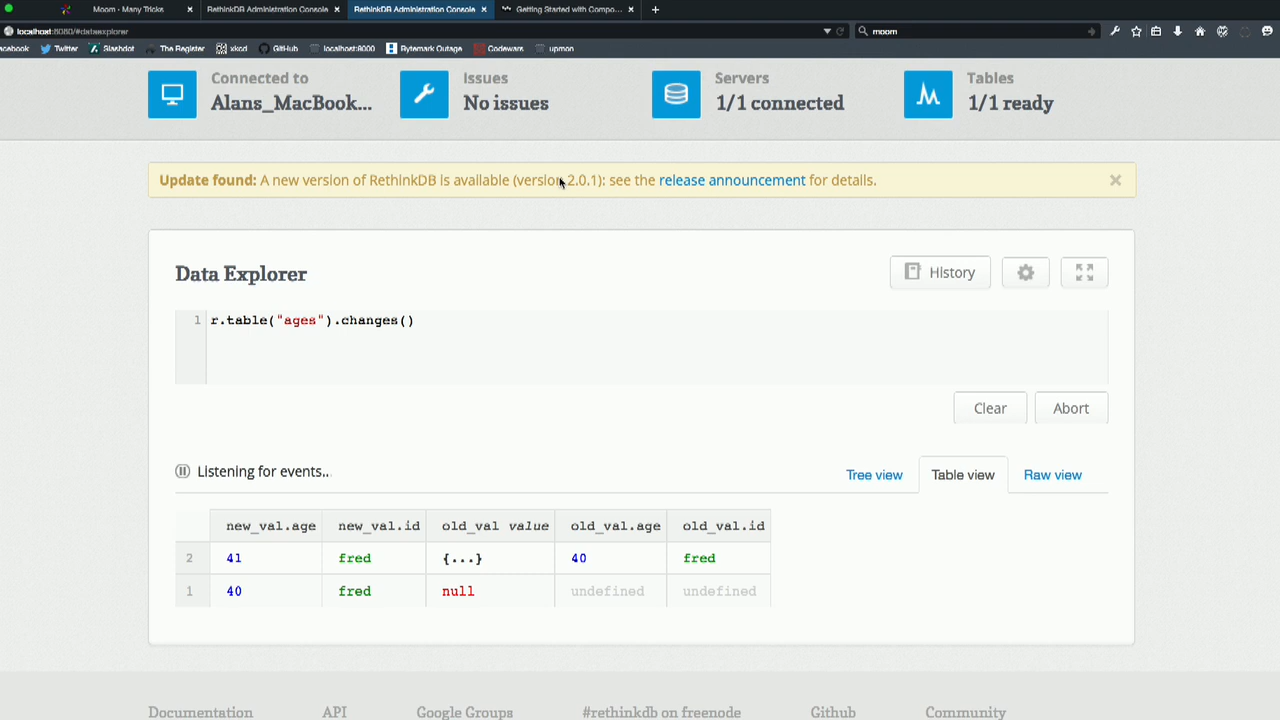 Moom · Many Tricks × RethinkDB Administration Console × RethinkDB Administration Console × Getting Started with Compo... × +
localhost:8080/#dataexplorer moom
acebook Twitter Slashdot The Register xkcd GitHub localhost:8000 Bytemark Outage Codewars upmon
Connected to Issues Servers Tables
Alans_MacBook... No issues 1/1 connected 1/1 ready
Update found: A new version of RethinkDB is available (version 2.0.1): see the release announcement for details. ×
Data Explorer History
1 r.table("ages").changes()
Clear Abort
Listening for events.. Tree view Table view Raw view
new_val.age new_val.id old_val value old_val.age old_val.id
2 41 fred {...} 40 fred
1 40 fred null undefined undefined
Documentation API Google Groups #rethinkdb on freenode Github Community